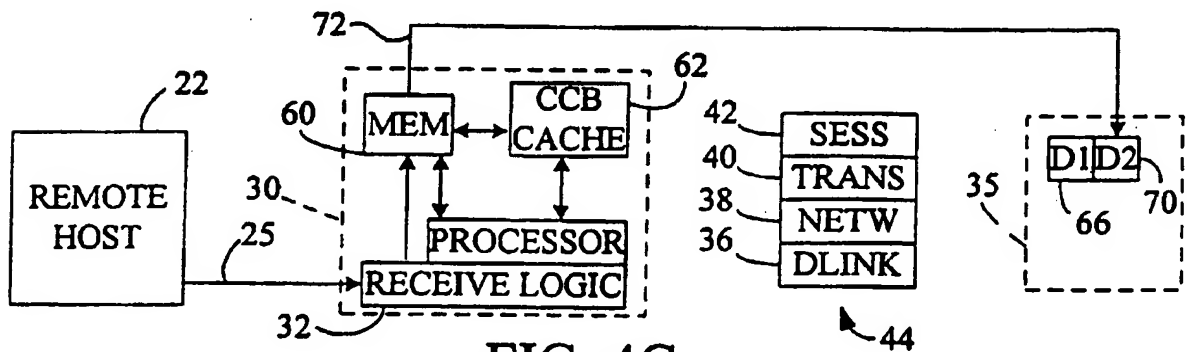 72
22
REMOTE
HOST
25
30
60
MEM
CCB
CACHE
62
PROCESSOR
RECEIVE LOGIC
32
42
SESS
40
TRANS
38
NETW
36
DLINK
44
35
D1 D2
66
70
FIG. 4C